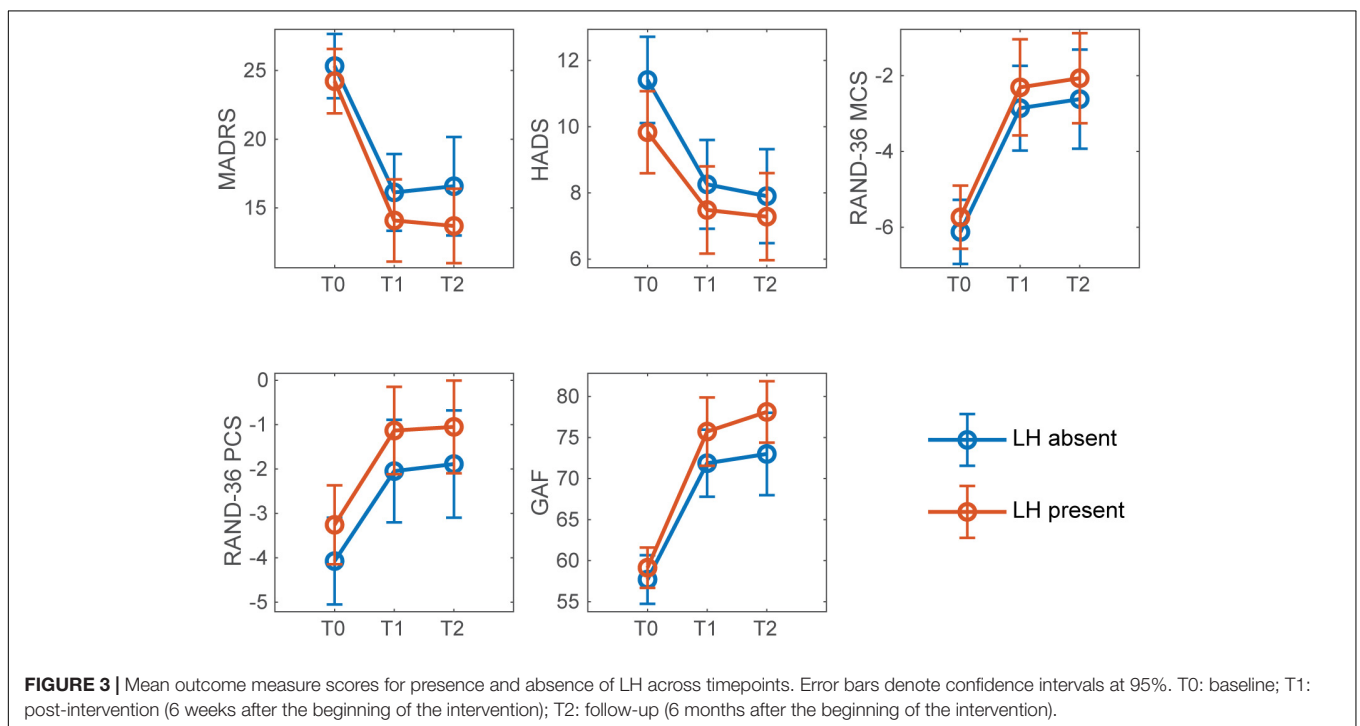 MADRS
25
20
15
T0 T1 T2
HADS
12
10
8
6
T0 T1 T2
RAND-36 MCS
-2
-4
-6
T0 T1 T2
RAND-36 PCS
0
-1
-2
-3
-4
-5
T0 T1 T2
GAF
80
75
70
65
60
55
T0 T1 T2
LH absent
LH present
FIGURE 3 | Mean outcome measure scores for presence and absence of LH across timepoints. Error bars denote confidence intervals at 95%. T0: baseline; T1:
post-intervention (6 weeks after the beginning of the intervention); T2: follow-up (6 months after the beginning of the intervention).